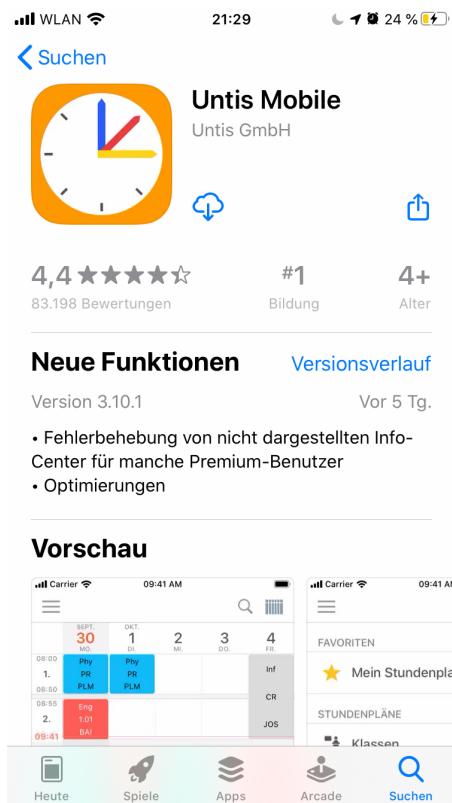 WLAN 21:29 24 %
Suchen
Untis Mobile
Untis GmbH
4,4 #1 4+
83.198 Bewertungen Bildung Alter
Neue Funktionen Versionsverlauf
Version 3.10.1 Vor 5 Tg.
• Fehlerbehebung von nicht dargestellten Info-
Center für manche Premium-Benutzer
• Optimierungen
Vorschau
Carrier 09:41 AM
SEPT. OKT.
30 1 2 3 4
MO. DI. MI. DO. FR.
08:00
1.
08:50
Phy
PR
PLM
Phy
PR
PLM
Inf
CR
JOS
08:55
2.
09:41
Eng
1.01
BA!
Carrier 09:41 AM
FAVORITEN
Mein Stundenpla
STUNDENPLÄNE
Klassen
Heute Spiele Apps Arcade Suchen